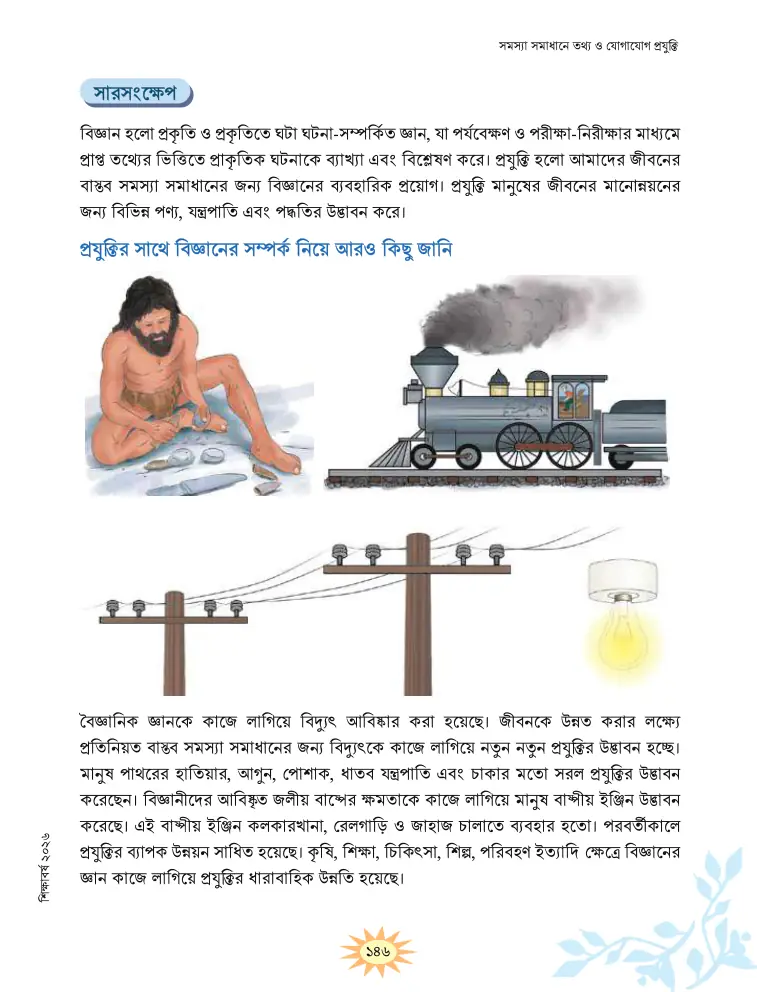 সমস্যা সমাধানে তথ্য ও যোগাযোগ প্রযুক্তি
সারসংক্ষেপ
বিজ্ঞান হলো প্রকৃতি ও প্রকৃতিতে ঘটা ঘটনা-সম্পর্কিত জ্ঞান, যা পর্যবেক্ষণ ও পরীক্ষা-নিরীক্ষার মাধ্যমে
প্রাপ্ত তথ্যের ভিত্তিতে প্রাকৃতিক ঘটনাকে ব্যাখ্যা এবং বিশ্লেষণ করে। প্রযুক্তি হলো আমাদের জীবনের
বাস্তব সমস্যা সমাধানের জন্য বিজ্ঞানের ব্যবহারিক প্রয়োগ। প্রযুক্তি মানুষের জীবনের মানোন্নয়নের
জন্য বিভিন্ন পণ্য, যন্ত্রপাতি এবং পদ্ধতির উদ্ভাবন করে।
প্রযুক্তির সাথে বিজ্ঞানের সম্পর্ক নিয়ে আরও কিছু জানি
বৈজ্ঞানিক জ্ঞানকে কাজে লাগিয়ে বিদ্যুৎ আবিষ্কার করা হয়েছে। জীবনকে উন্নত করার লক্ষ্যে
প্রতিনিয়ত বাস্তব সমস্যা সমাধানের জন্য বিদ্যুৎকে কাজে লাগিয়ে নতুন নতুন প্রযুক্তির উদ্ভাবন হচ্ছে।
মানুষ পাথরের হাতিয়ার, আগুন, পোশাক, ধাতব যন্ত্রপাতি এবং চাকার মতো সরল প্রযুক্তির উদ্ভাবন
করেছেন। বিজ্ঞানীদের আবিষ্কৃত জলীয় বাষ্পের ক্ষমতাকে কাজে লাগিয়ে মানুষ বাষ্পীয় ইঞ্জিন উদ্ভাবন
করেছে। এই বাষ্পীয় ইঞ্জিন কলকারখানা, রেলগাড়ি ও জাহাজ চালাতে ব্যবহার হতো। পরবর্তীকালে
প্রযুক্তির ব্যাপক উন্নয়ন সাধিত হয়েছে। কৃষি, শিক্ষা, চিকিৎসা, শিল্প, পরিবহণ ইত্যাদি ক্ষেত্রে বিজ্ঞানের
জ্ঞান কাজে লাগিয়ে প্রযুক্তির ধারাবাহিক উন্নতি হয়েছে।
শিক্ষাবর্ষ ২০২৬
১৪৬